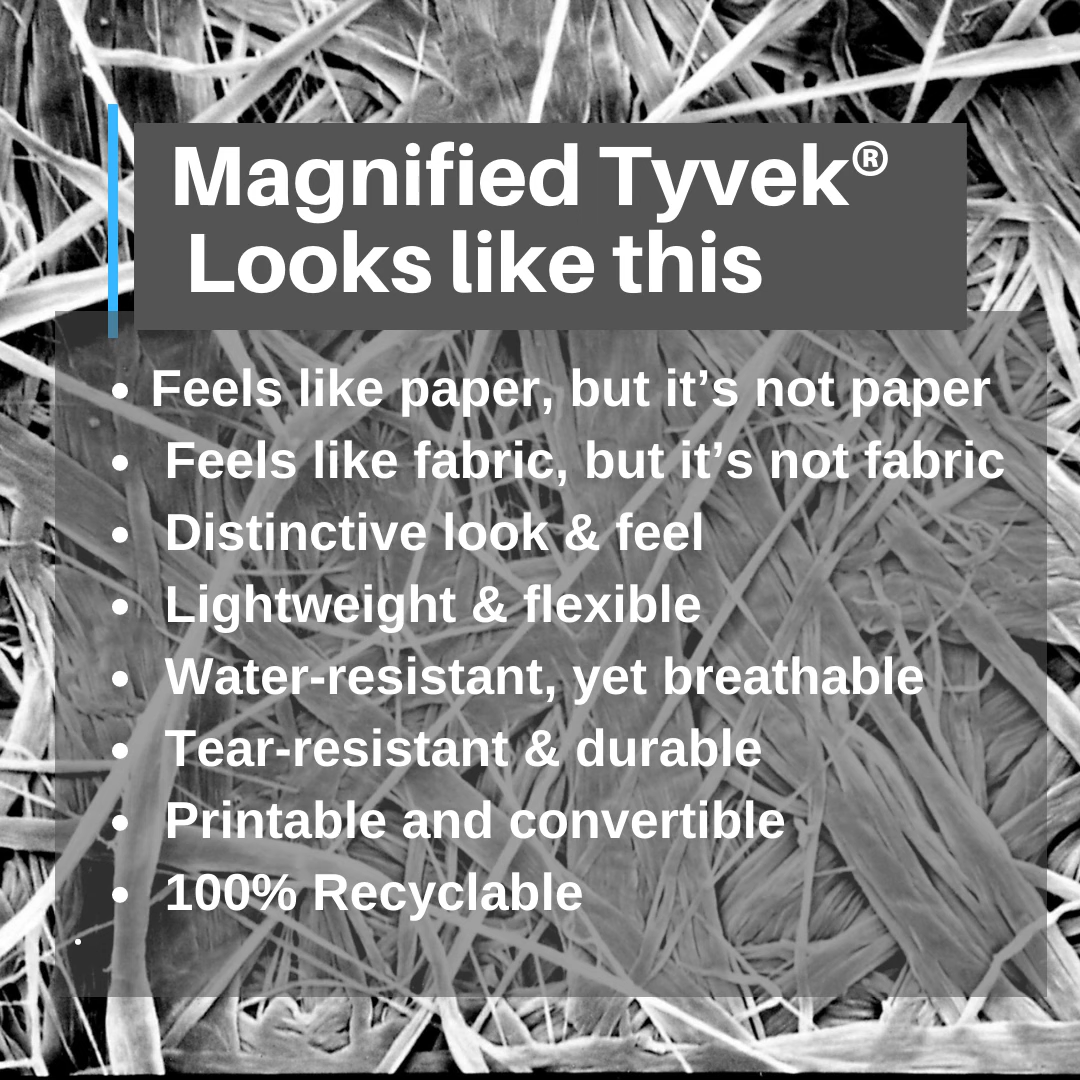 Magnified Tyvek®
Looks like this
• Feels like paper, but it’s not paper
• Feels like fabric, but it’s not fabric
• Distinctive look & feel
• Lightweight & flexible
• Water-resistant, yet breathable
• Tear-resistant & durable
• Printable and convertible
• 100% Recyclable